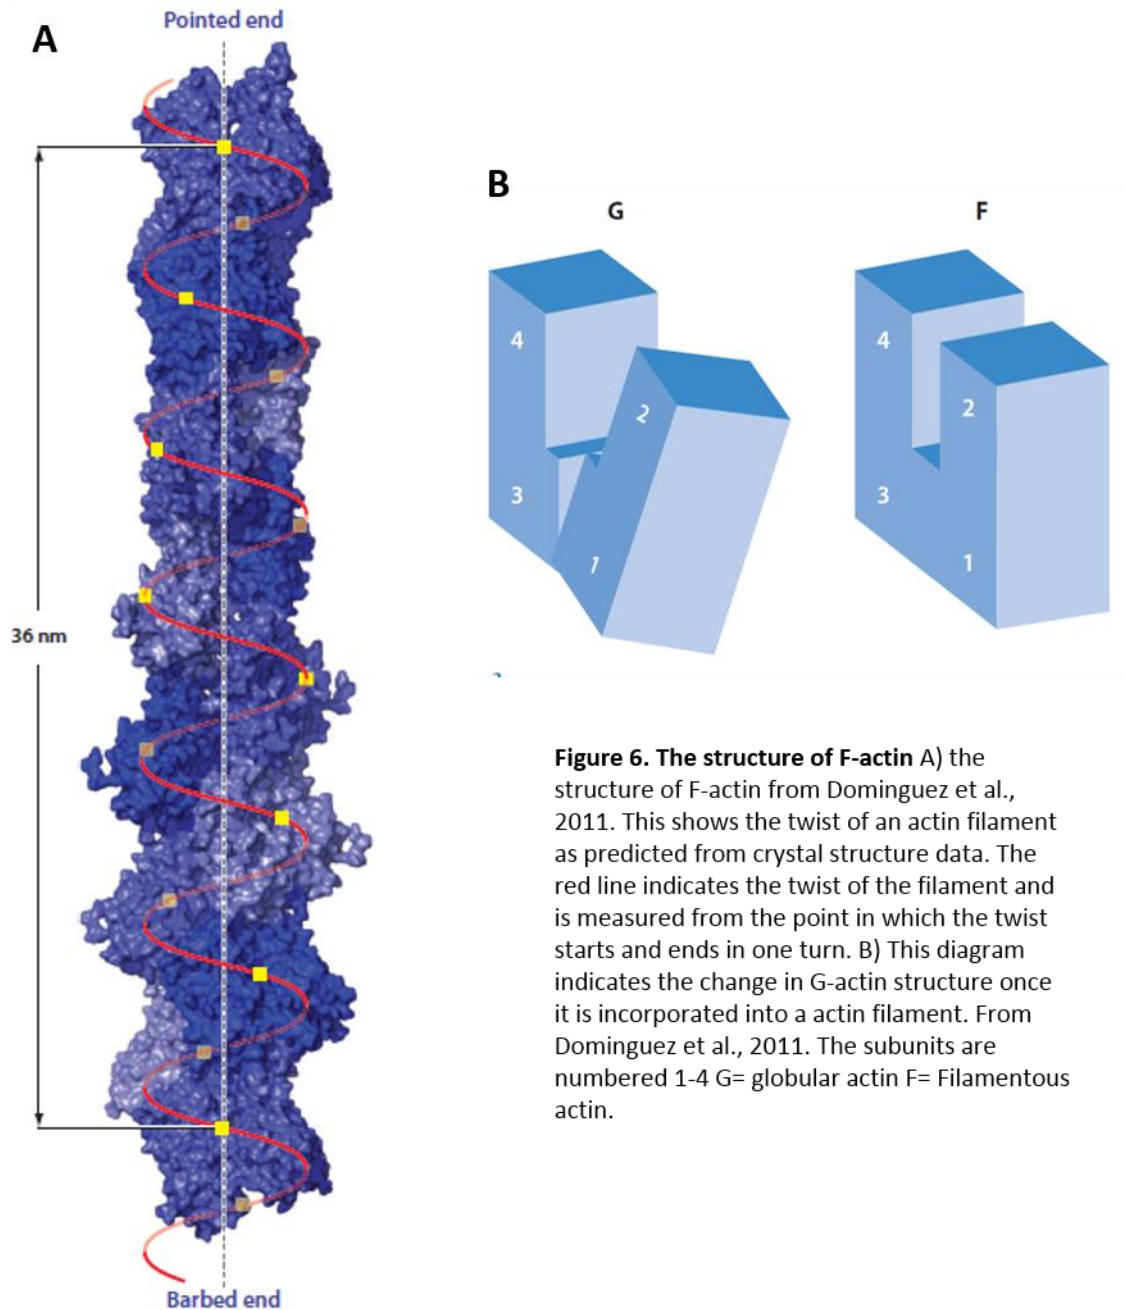 A
Pointed end
36 nm
Barbed end
B
G
F
4
2
3
1
4
2
3
1
Figure 6. The structure of F-actin A) the
structure of F-actin from Dominguez et al.,
2011. This shows the twist of an actin filament
as predicted from crystal structure data. The
red line indicates the twist of the filament and
is measured from the point in which the twist
starts and ends in one turn. B) This diagram
indicates the change in G-actin structure once
it is incorporated into a actin filament. From
Dominguez et al., 2011. The subunits are
numbered 1-4 G= globular actin F= Filamentous
actin.